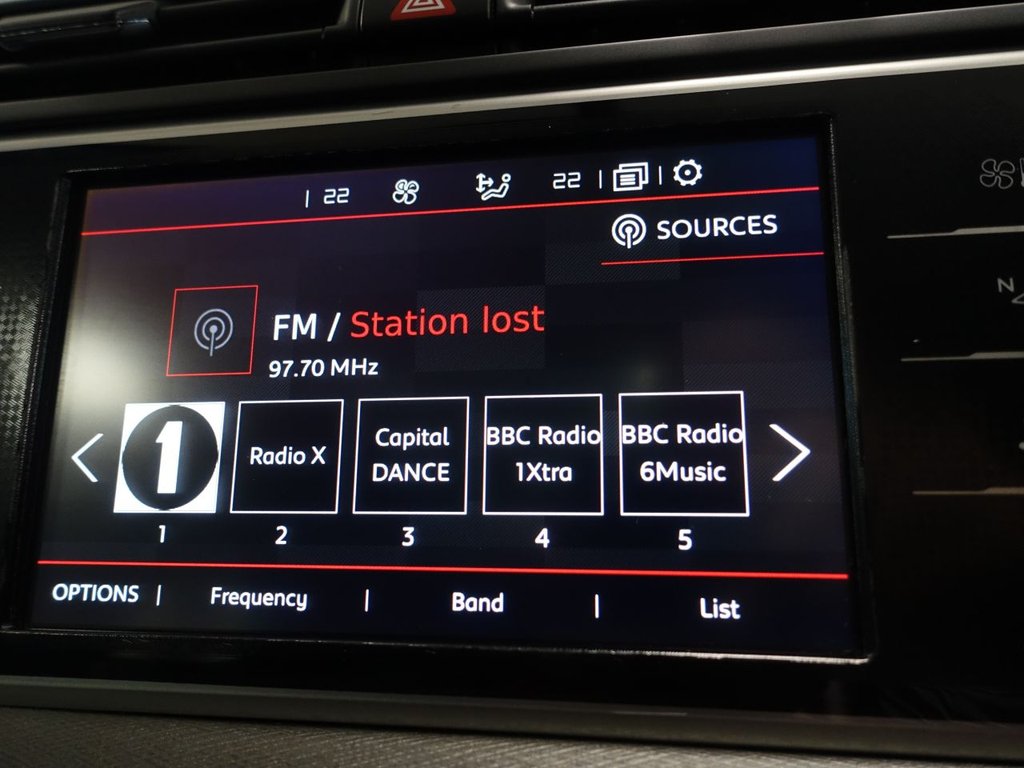 22 22
SOURCES
FM / Station lost
97.70 MHz
1 Radio X Capital DANCE BBC Radio 1Xtra BBC Radio 6Music
1 2 3 4 5
OPTIONS | Frequency | Band | List
N